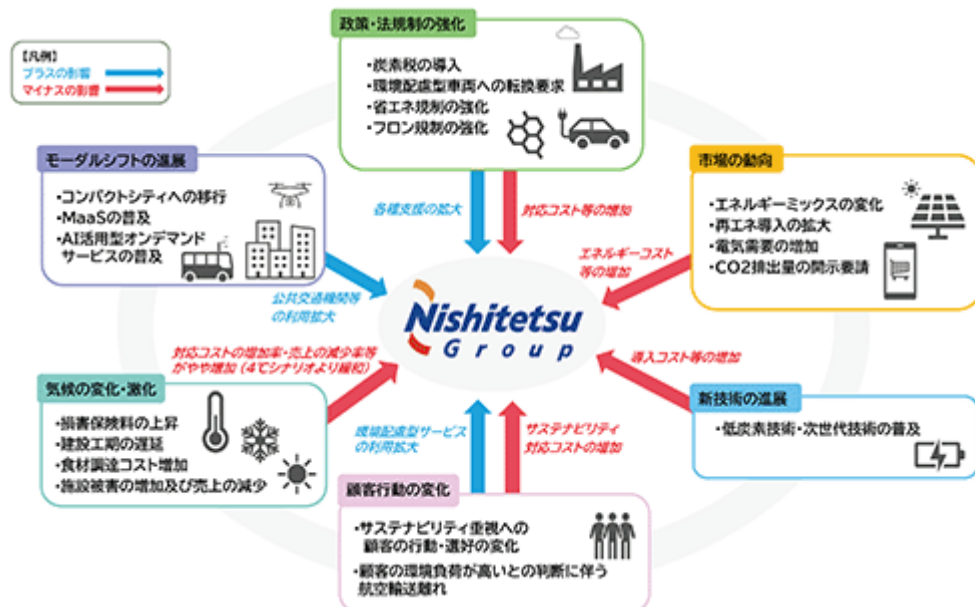 【凡例】
プラスの影響
マイナスの影響
政策・法規制の強化
・炭素税の導入
・環境配慮型車両への転換要求
・省エネ規制の強化
・フロン規制の強化
モーダルシフトの進展
・コンパクトシティへの移行
・MaaSの普及
・AI活用型オンデマンド
サービスの普及
市場の動向
・エネルギーミックスの変化
・再エネ導入の拡大
・電気需要の増加
・CO2排出量の開示要請
各種支援の拡大
対応コスト等の増加
エネルギーコスト
等の増加
公共交通機関等
の利用拡大
Nishitetsu
Group
対応コストの増加率・売上の減少率等
がやや増加(4℃シナリオより緩和)
導入コスト等の増加
気候の変化・激化
・損害保険料の上昇
・建設工期の遅延
・食材調達コスト増加
・施設被害の増加及び売上の減少
新技術の進展
・低炭素技術・次世代技術の普及
環境配慮型サービス
の利用拡大
サステナビリティ
対応コストの増加
顧客行動の変化
・サステナビリティ重視への
顧客の行動・選好の変化
・顧客の環境負荷が高いとの判断に伴う
航空輸送離れ